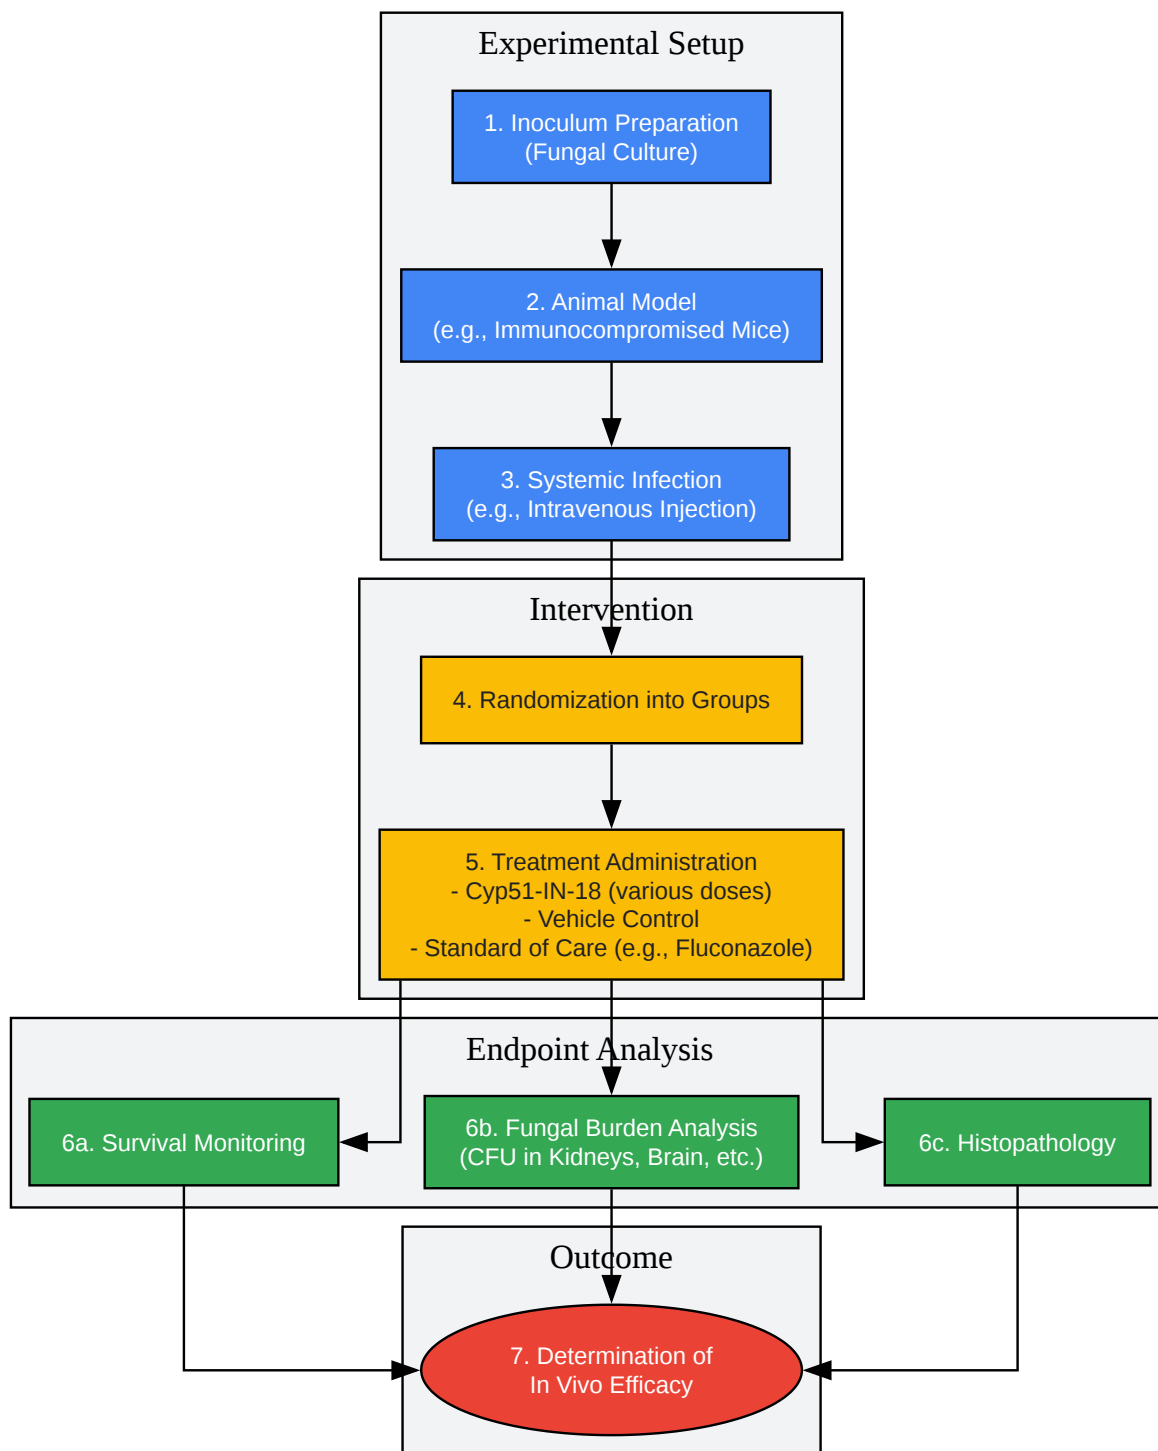 Experimental Setup
1. Inoculum Preparation
(Fungal Culture)
2. Animal Model
(e.g., Immunocompromised Mice)
3. Systemic Infection
(e.g., Intravenous Injection)
Intervention
4. Randomization into Groups
5. Treatment Administration
- Cyp51-IN-18 (various doses)
- Vehicle Control
- Standard of Care (e.g., Fluconazole)
Endpoint Analysis
6a. Survival Monitoring
6b. Fungal Burden Analysis
(CFU in Kidneys, Brain, etc.)
6c. Histopathology
Outcome
7. Determination of
In Vivo Efficacy